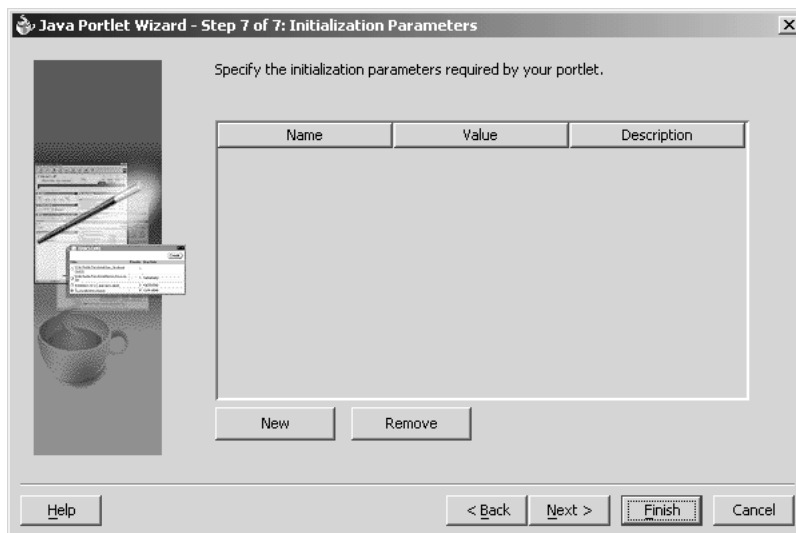 Java Portlet Wizard - Step 7 of 7: Initialization Parameters
Specify the initialization parameters required by your portlet.
Name Value Description
New Remove
Help < Back Next > Finish Cancel